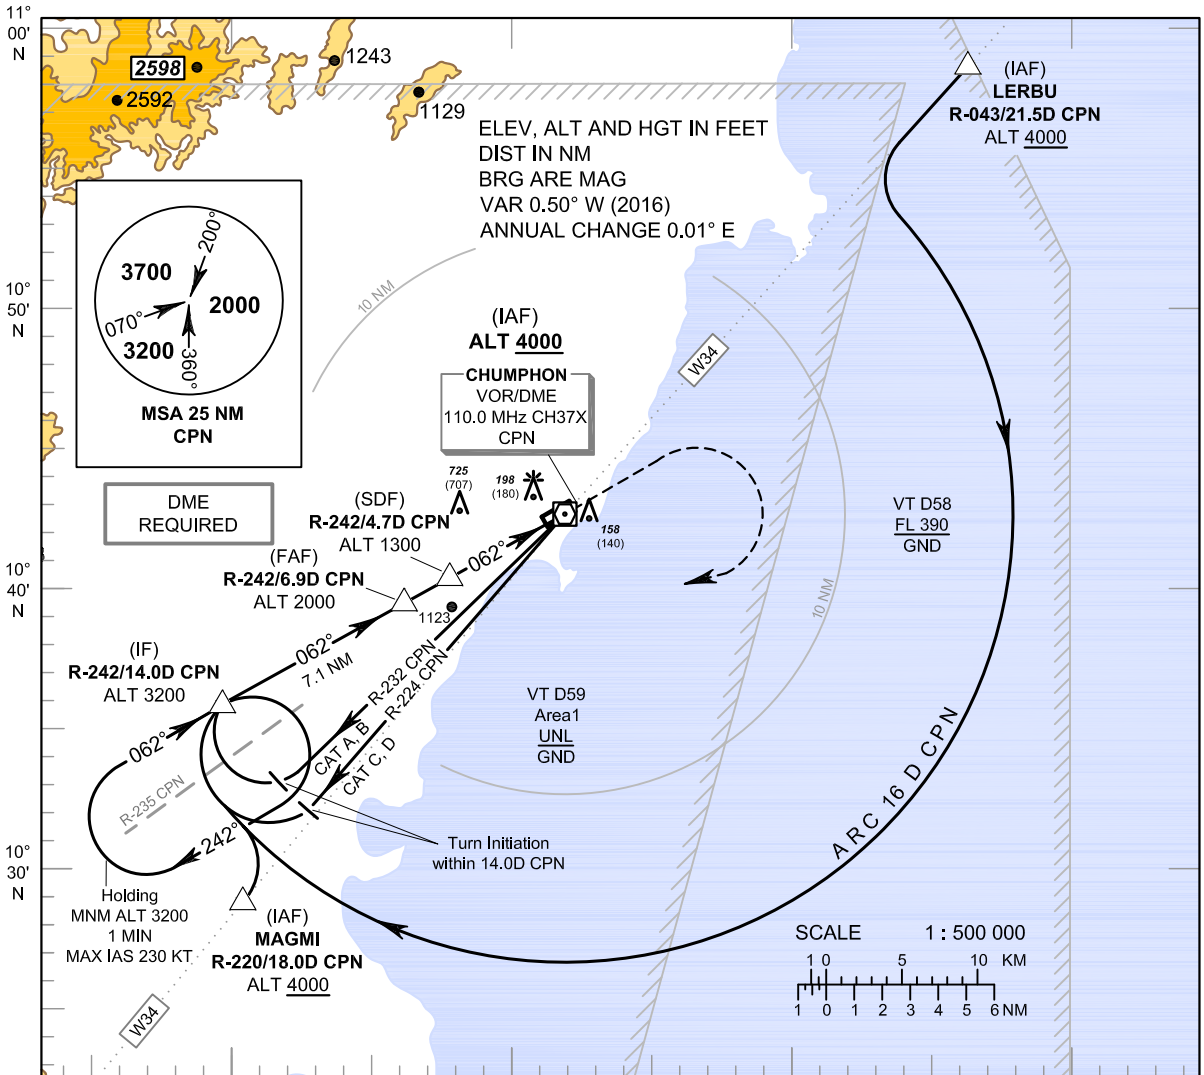 11°
00'
N
2598
2592
1243
1129
ELEV, ALT AND HGT IN FEET
DIST IN NM
BRG ARE MAG
VAR 0.50° W (2016)
ANNUAL CHANGE 0.01° E
(IAF)
LERBU
R-043/21.5D CPN
ALT 4000
200°
3700
2000
070°
3200
360°
MSA 25 NM
CPN
10°
50'
N
10 NM
(IAF)
ALT 4000
CHUMPHON
VOR/DME
110.0 MHz CH37X
CPN
W34
DME
REQUIRED
725
(707)
198
(180)
158
(140)
(SDF)
R-242/4.7D CPN
ALT 1300
062°
(FAF)
R-242/6.9D CPN
ALT 2000
1123
VT D58
FL 390
GND
10°
40'
N
10 NM
(IF)
R-242/14.0D CPN
ALT 3200
062°
7.1 NM
R-232 CPN
R-224 CPN
CAT A, B
CAT C, D
VT D59
Area1
UNL
GND
062°
R-235 CPN
242°
ARC 16 D CPN
Turn Initiation
within 14.0D CPN
10°
30'
N
Holding
MNM ALT 3200
1 MIN
MAX IAS 230 KT
(IAF)
MAGMI
R-220/18.0D CPN
ALT 4000
W34
SCALE 1 : 500 000
1 0 5 10 KM
1 0 1 2 3 4 5 6 NM